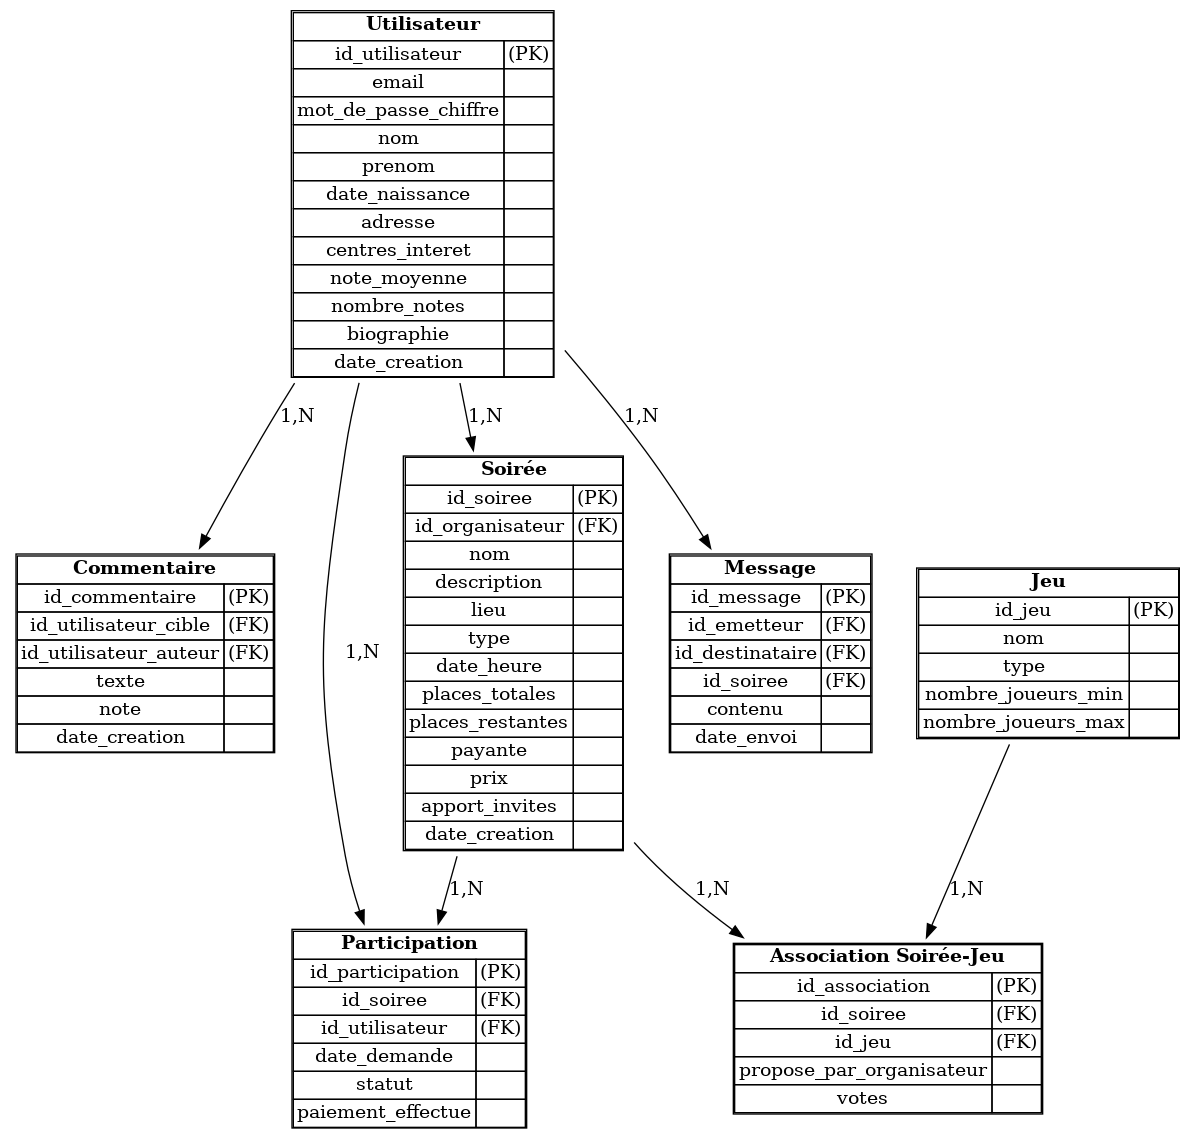 Utilisateur
id_utilisateur (PK)
email
mot_de_passe_chiffre
nom
prenom
date_naissance
adresse
centres_interet
note_moyenne
nombre_notes
biographie
date_creation
1,N
1,N
1,N
1,N
Commentaire
id_commentaire (PK)
id_utilisateur_cible (FK)
id_utilisateur_auteur (FK)
texte
note
date_creation
Soirée
id_soiree (PK)
id_organisateur (FK)
nom
description
lieu
type
date_heure
places_totales
places_restantes
payante
prix
apport_invites
date_creation
Message
id_message (PK)
id_emetteur (FK)
id_destinataire (FK)
id_soiree (FK)
contenu
date_envoi
Jeu
id_jeu (PK)
nom
type
nombre_joueurs_min
nombre_joueurs_max
1,N
1,N
1,N
Participation
id_participation (PK)
id_soiree (FK)
id_utilisateur (FK)
date_demande
statut
paiement_effectue
Association Soirée-Jeu
id_association (PK)
id_soiree (FK)
id_jeu (FK)
propose_par_organisateur
votes